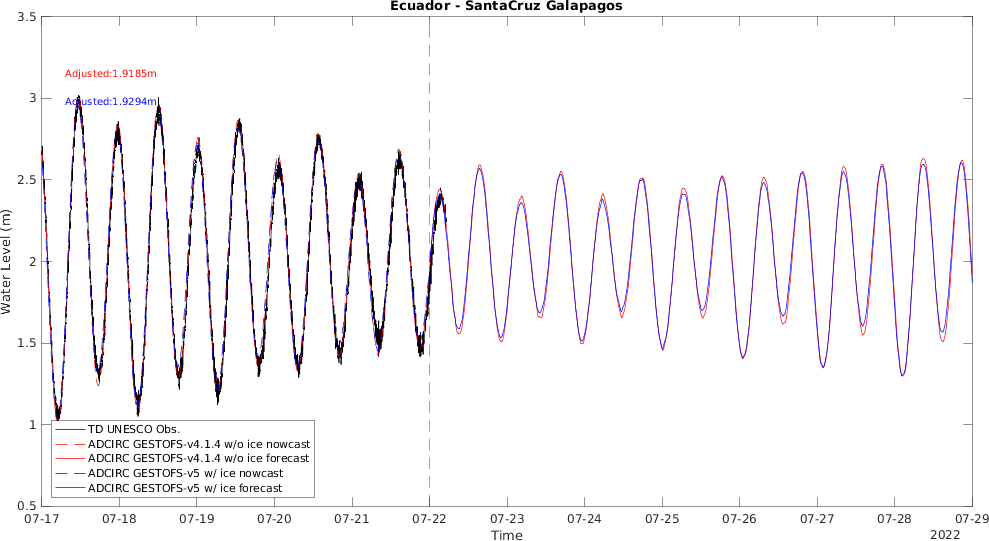 Ecuador - SantaCruz Galapagos
3.5
3
2.5
2
1.5
1
0.5
Water Level (m)
Adjusted:1.9185m
Adjusted:1.9294m
TD UNESCO Obs.
ADCIRC GESTOFS-v4.1.4 w/o ice nowcast
ADCIRC GESTOFS-v4.1.4 w/o ice forecast
ADCIRC GESTOFS-v5 w/ ice nowcast
ADCIRC GESTOFS-v5 w/ ice forecast
07-17 07-18 07-19 07-20 07-21 07-22 07-23 07-24 07-25 07-26 07-27 07-28 07-29
Time
2022